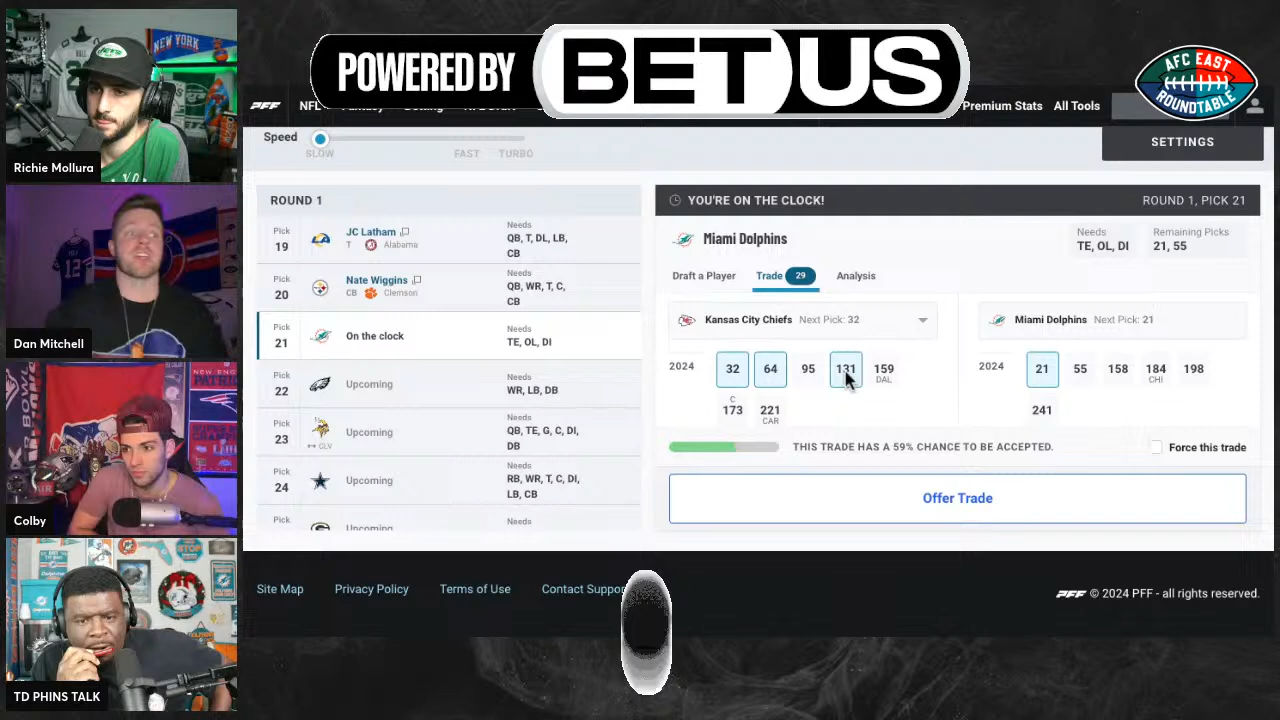 POWERED BY BETUS
AFC EAST
ROUNDTABLE
PFF
NFL
Premium Stats
All Tools
Speed
SLOW
FAST
TURBO
SETTINGS
NEW YORK
JETS
Richie Mollura
12
Dan Mitchell
Colby
TD PHINS TALK
ROUND 1
Pick
19
JC Latham
T
Alabama
Needs
QB, T, DL, LB,
CB
Pick
20
Nate Wiggins
CB
Clemson
Needs
QB, WR, T, C,
CB
Pick
21
On the clock
Needs
TE, OL, DI
Pick
22
Upcoming
Needs
WR, LB, DB
Pick
23
CLV
Upcoming
Needs
QB, TE, G, C, DI,
DB
Pick
24
Upcoming
Needs
RB, WR, T, C, DI,
LB, CB
Pick
Upcoming
Needs
YOU'RE ON THE CLOCK!
ROUND 1, PICK 21
Miami Dolphins
Needs
TE, OL, DI
Remaining Picks
21, 55
Draft a Player
Trade 29
Analysis
Kansas City Chiefs Next Pick: 32
Miami Dolphins Next Pick: 21
2024
32 64 95 131 159
DAL
C
173 221
CAR
2024
21 55 158 184 198
CHI
241
THIS TRADE HAS A 59% CHANCE TO BE ACCEPTED.
Force this trade
Offer Trade
Site Map
Privacy Policy
Terms of Use
PFF © 2024 PFF - all rights reserved.